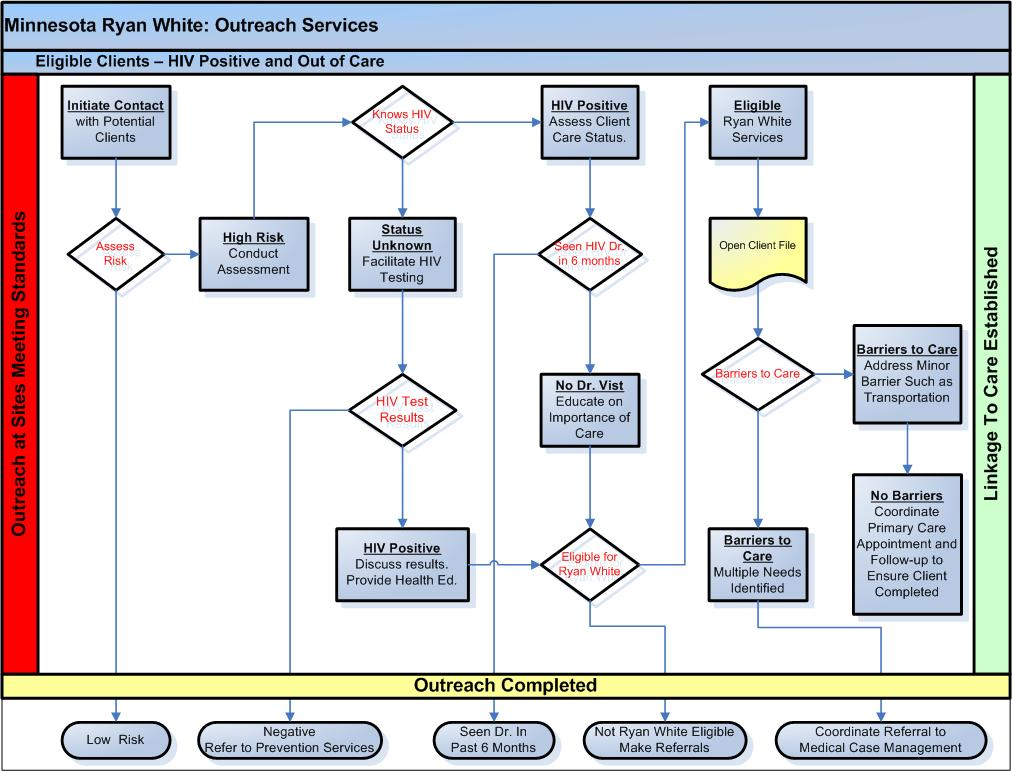 Minnesota Ryan White: Outreach Services
Eligible Clients – HIV Positive and Out of Care
Outreach at Sites Meeting Standards
Initiate Contact
with Potential
Clients
Assess
Risk
High Risk
Conduct
Assessment
Knows HIV
Status
Status
Unknown
Facilitate HIV
Testing
HIV Test
Results
HIV Positive
Discuss results.
Provide Health Ed.
HIV Positive
Assess Client
Care Status.
Seen HIV Dr.
in 6 months
No Dr. Vist
Educate on
Importance of
Care
Eligible for
Ryan White
Eligible
Ryan White
Services
Open Client File
Barriers to Care
Barriers to
Care
Multiple Needs
Identified
Barriers to Care
Address Minor
Barrier Such as
Transportation
No Barriers
Coordinate
Primary Care
Appointment and
Follow-up to
Ensure Client
Completed
Linkage To Care Established
Outreach Completed
Low Risk
Negative
Refer to Prevention Services
Seen Dr. In
Past 6 Months
Not Ryan White Eligible
Make Referrals
Coordinate Referral to
Medical Case Management